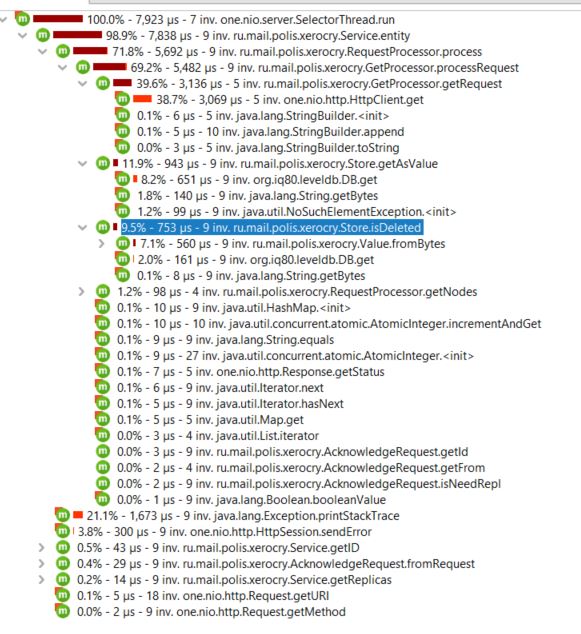 100.0% - 7,923 µs - 7 inv. one.nio.server.SelectorThread.run
98.9% - 7,838 µs - 9 inv. ru.mail.polis.xerocry.Service.entity
71.8% - 5,692 µs - 9 inv. ru.mail.polis.xerocry.RequestProcessor.process
69.2% - 5,482 µs - 9 inv. ru.mail.polis.xerocry.GetProcessor.processRequest
39.6% - 3,136 µs - 5 inv. ru.mail.polis.xerocry.GetProcessor.getRequest
38.7% - 3,069 µs - 5 inv. one.nio.http.HttpClient.get
0.1% - 6 µs - 5 inv. java.lang.StringBuilder.<init>
0.1% - 5 µs - 10 inv. java.lang.StringBuilder.append
0.0% - 3 µs - 5 inv. java.lang.StringBuilder.toString
11.9% - 943 µs - 9 inv. ru.mail.polis.xerocry.Store.getAsValue
8.2% - 651 µs - 9 inv. org.iq80.leveldb.DB.get
1.8% - 140 µs - 9 inv. java.lang.String.getBytes
1.2% - 99 µs - 9 inv. java.util.NoSuchElementException.<init>
9.5% - 753 µs - 9 inv. ru.mail.polis.xerocry.Store.isDeleted
7.1% - 560 µs - 9 inv. ru.mail.polis.xerocry.Value.fromBytes
2.0% - 161 µs - 9 inv. org.iq80.leveldb.DB.get
0.1% - 8 µs - 9 inv. java.lang.String.getBytes
1.2% - 98 µs - 4 inv. ru.mail.polis.xerocry.RequestProcessor.getNodes
0.1% - 10 µs - 9 inv. java.util.HashMap.<init>
0.1% - 10 µs - 10 inv. java.util.concurrent.atomic.AtomicInteger.incrementAndGet
0.1% - 9 µs - 9 inv. java.lang.String.equals
0.1% - 9 µs - 27 inv. java.util.concurrent.atomic.AtomicInteger.<init>
0.1% - 7 µs - 5 inv. one.nio.http.Response.getStatus
0.1% - 6 µs - 9 inv. java.util.Iterator.next
0.1% - 5 µs - 9 inv. java.util.Iterator.hasNext
0.1% - 5 µs - 5 inv. java.util.Map.get
0.0% - 3 µs - 4 inv. java.util.List.iterator
0.0% - 3 µs - 9 inv. ru.mail.polis.xerocry.AcknowledgeRequest.getId
0.0% - 2 µs - 4 inv. ru.mail.polis.xerocry.AcknowledgeRequest.getFrom
0.0% - 2 µs - 9 inv. ru.mail.polis.xerocry.AcknowledgeRequest.isNeedRepl
0.0% - 1 µs - 9 inv. java.lang.Boolean.booleanValue
21.1% - 1,673 µs - 9 inv. java.lang.Exception.printStackTrace
3.8% - 300 µs - 9 inv. one.nio.http.HttpSession.sendError
0.5% - 43 µs - 9 inv. ru.mail.polis.xerocry.Service.getID
0.4% - 29 µs - 9 inv. ru.mail.polis.xerocry.AcknowledgeRequest.fromRequest
0.2% - 14 µs - 9 inv. ru.mail.polis.xerocry.Service.getReplicas
0.1% - 5 µs - 18 inv. one.nio.http.Request.getURI
0.0% - 2 µs - 9 inv. one.nio.http.Request.getMethod